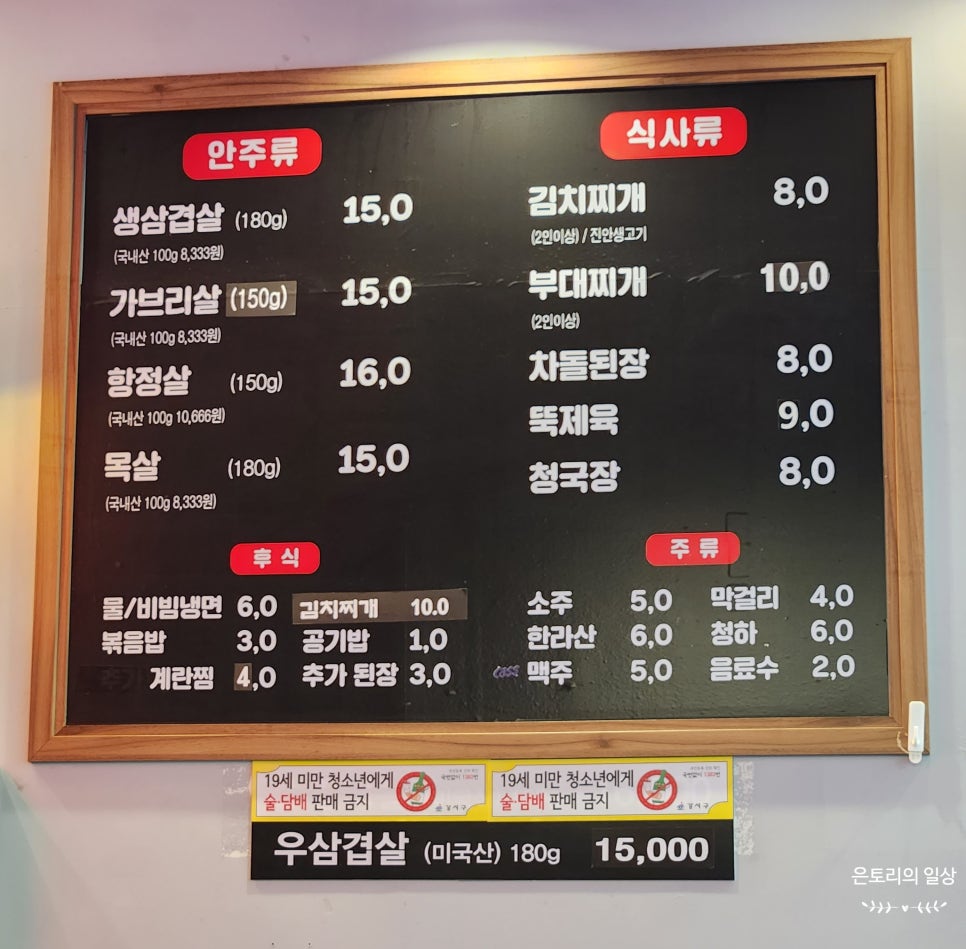 안주류
생삼겹살 (180g) 15,0
(국내산 100g 8,333원)
가브리살 (150g) 15,0
(국내산 100g 8,333원)
항정살 (150g) 16,0
(국내산 100g 10,666원)
목살 (180g) 15,0
(국내산 100g 8,333원)
식사류
김치찌개 8,0
(2인이상) / 진안생고기
부대찌개 10,0
(2인이상)
차돌된장 8,0
뚝제육 9,0
청국장 8,0
후식
물/비빔냉면 6,0 김치찌개 10.0
볶음밥 3,0 공기밥 1,0
계란찜 4,0 추가 된장 3,0
주류
소주 5,0 막걸리 4,0
한라산 6,0 청하 6,0
cass 맥주 5,0 음료수 2,0
19세 미만 청소년에게
술·담배 판매 금지
강서구
19세 미만 청소년에게
술·담배 판매 금지
강서구
우삼겹살 (미국산) 180g 15,000
은토리의 일상